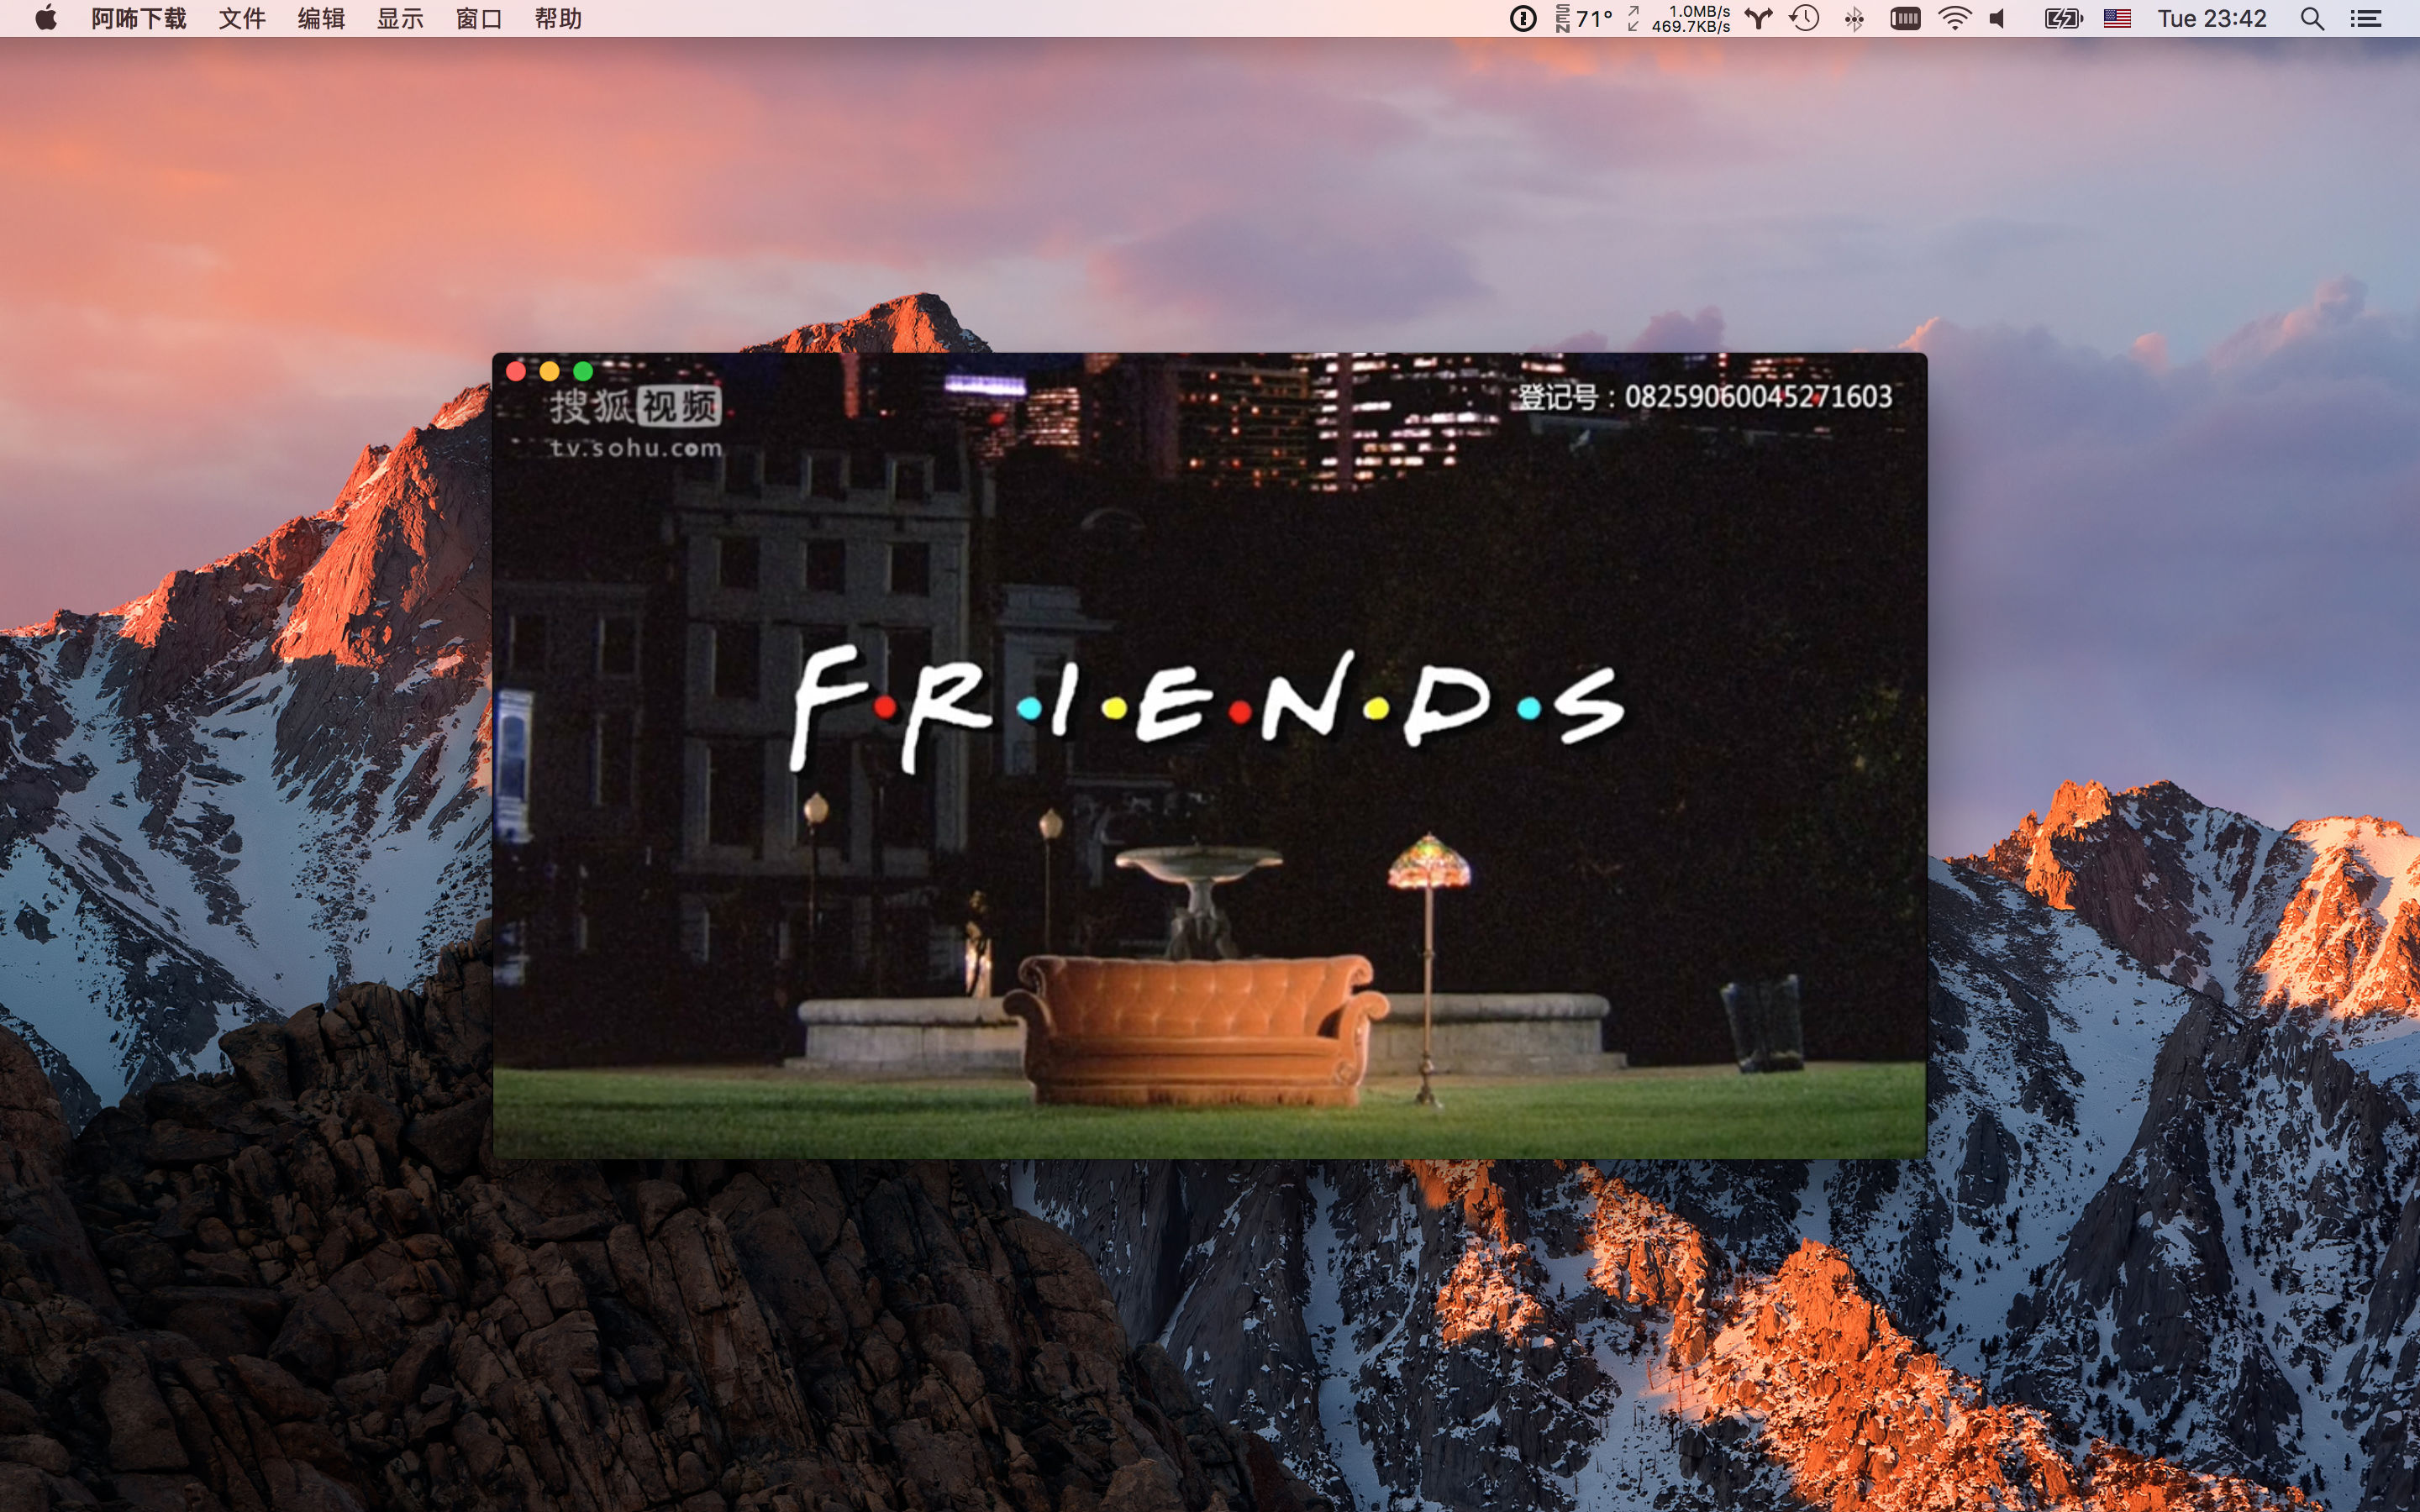 阿咘下载 文件 编辑 显示 窗口 帮助
SEN 71° 1.0MB/s
469.7KB/s
Tue 23:42
搜狐视频
tv.sohu.com
登记号：08259060045271603
F·R·I·E·N·D·S